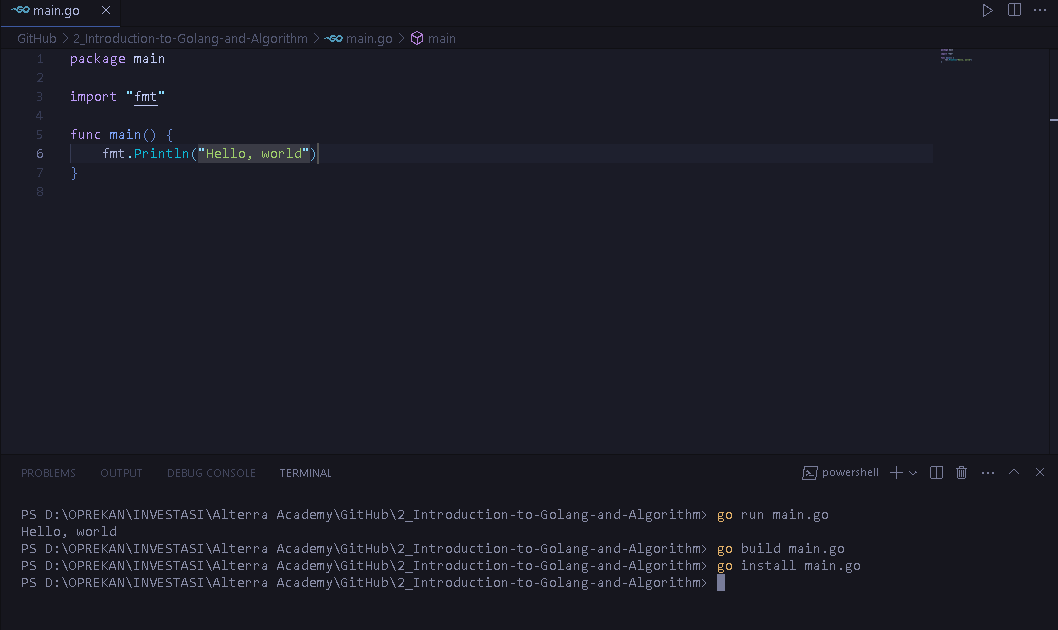 main.go
GitHub > 2_Introduction-to-Golang-and-Algorithm > main.go > main
1 package main
2
3 import "fmt"
4
5 func main() {
6 fmt.Println("Hello, world")
7 }
8
PROBLEMS OUTPUT DEBUG CONSOLE TERMINAL powershell
PS D:\OPREKAN\INVESTASI\Alterra Academy\GitHub\2_Introduction-to-Golang-and-Algorithm> go run main.go
Hello, world
PS D:\OPREKAN\INVESTASI\Alterra Academy\GitHub\2_Introduction-to-Golang-and-Algorithm> go build main.go
PS D:\OPREKAN\INVESTASI\Alterra Academy\GitHub\2_Introduction-to-Golang-and-Algorithm> go install main.go
PS D:\OPREKAN\INVESTASI\Alterra Academy\GitHub\2_Introduction-to-Golang-and-Algorithm>